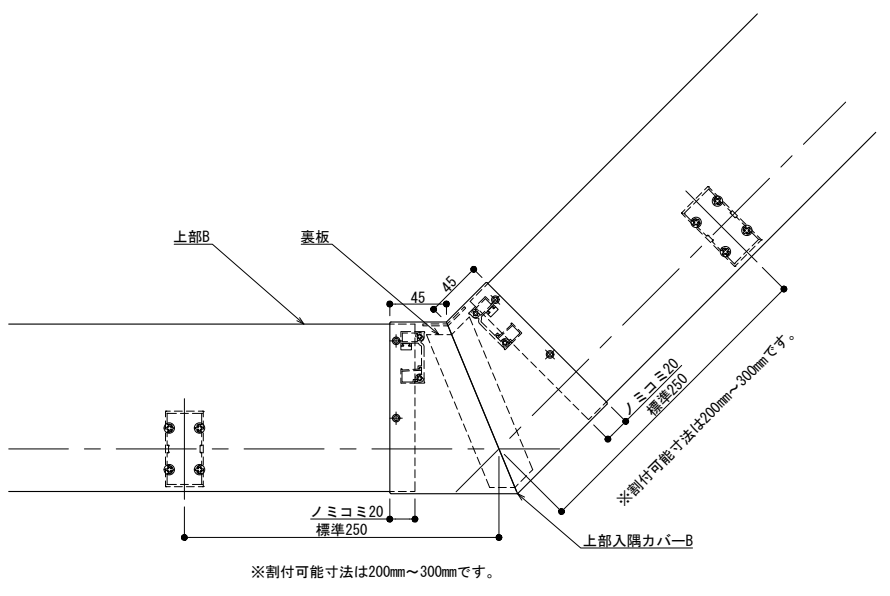 上部B
裏板
45
45
ノミコミ20
標準250
※割付可能寸法は200mm～300mmです。
ノミコミ20
標準250
上部入隅カバーB
※割付可能寸法は200mm～300mmです。